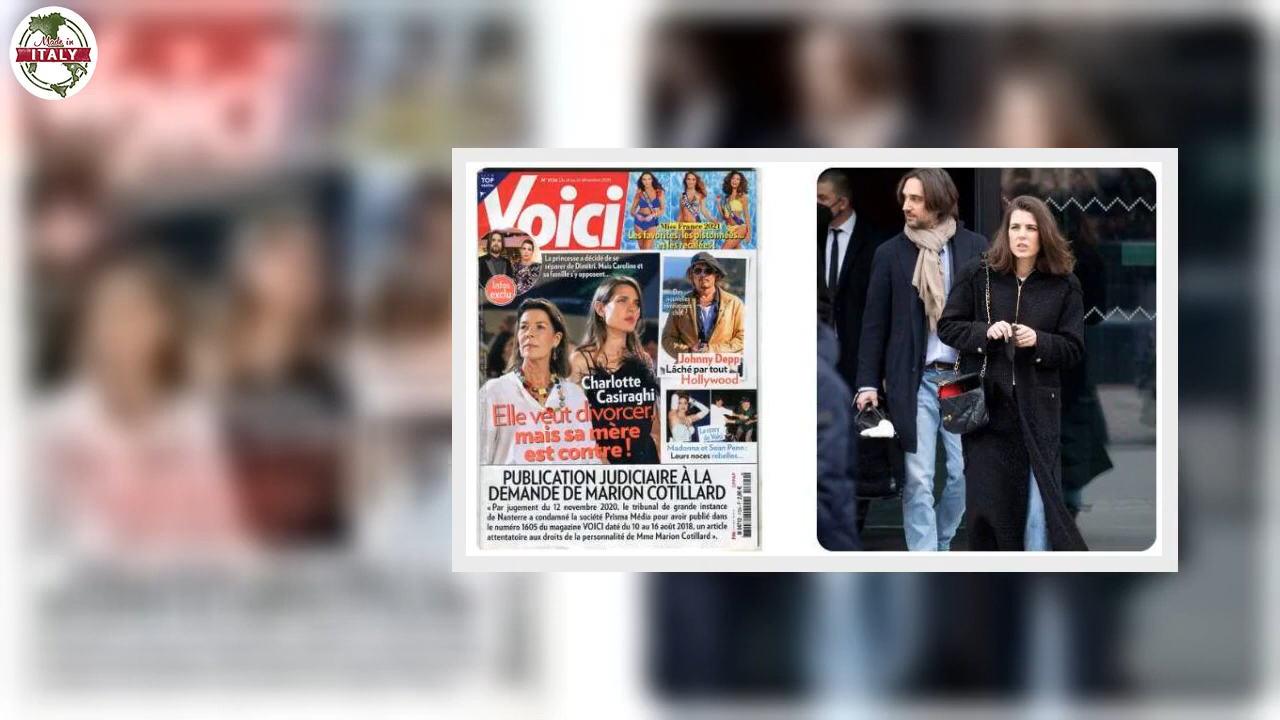 Made in
ITALY
TOP
Voici
Miss France 2021
Les favorites, les pistonnées...
et les recalées !
La princesse a décidé de se
séparer de Dimitri. Mais Caroline et
sa famille s'y opposent...
Infos
exclu
Johnny Depp
Lâché par tout
Hollywood
Charlotte
Casiraghi
Elle veut divorcer,
mais sa mère
est contre !
Madonna et Sean Penn :
Leurs noces rebelles...
PUBLICATION JUDICIAIRE À LA
DEMANDE DE MARION COTILLARD
« Par jugement du 12 novembre 2020, le tribunal de grande instance
de Nanterre a condamné la société Prisma Média pour avoir publié dans
le numéro 1605 du magazine VOICI daté du 10 au 16 août 2018, un article
attentatoire aux droits de la personnalité de Mme Marion Cotillard ».